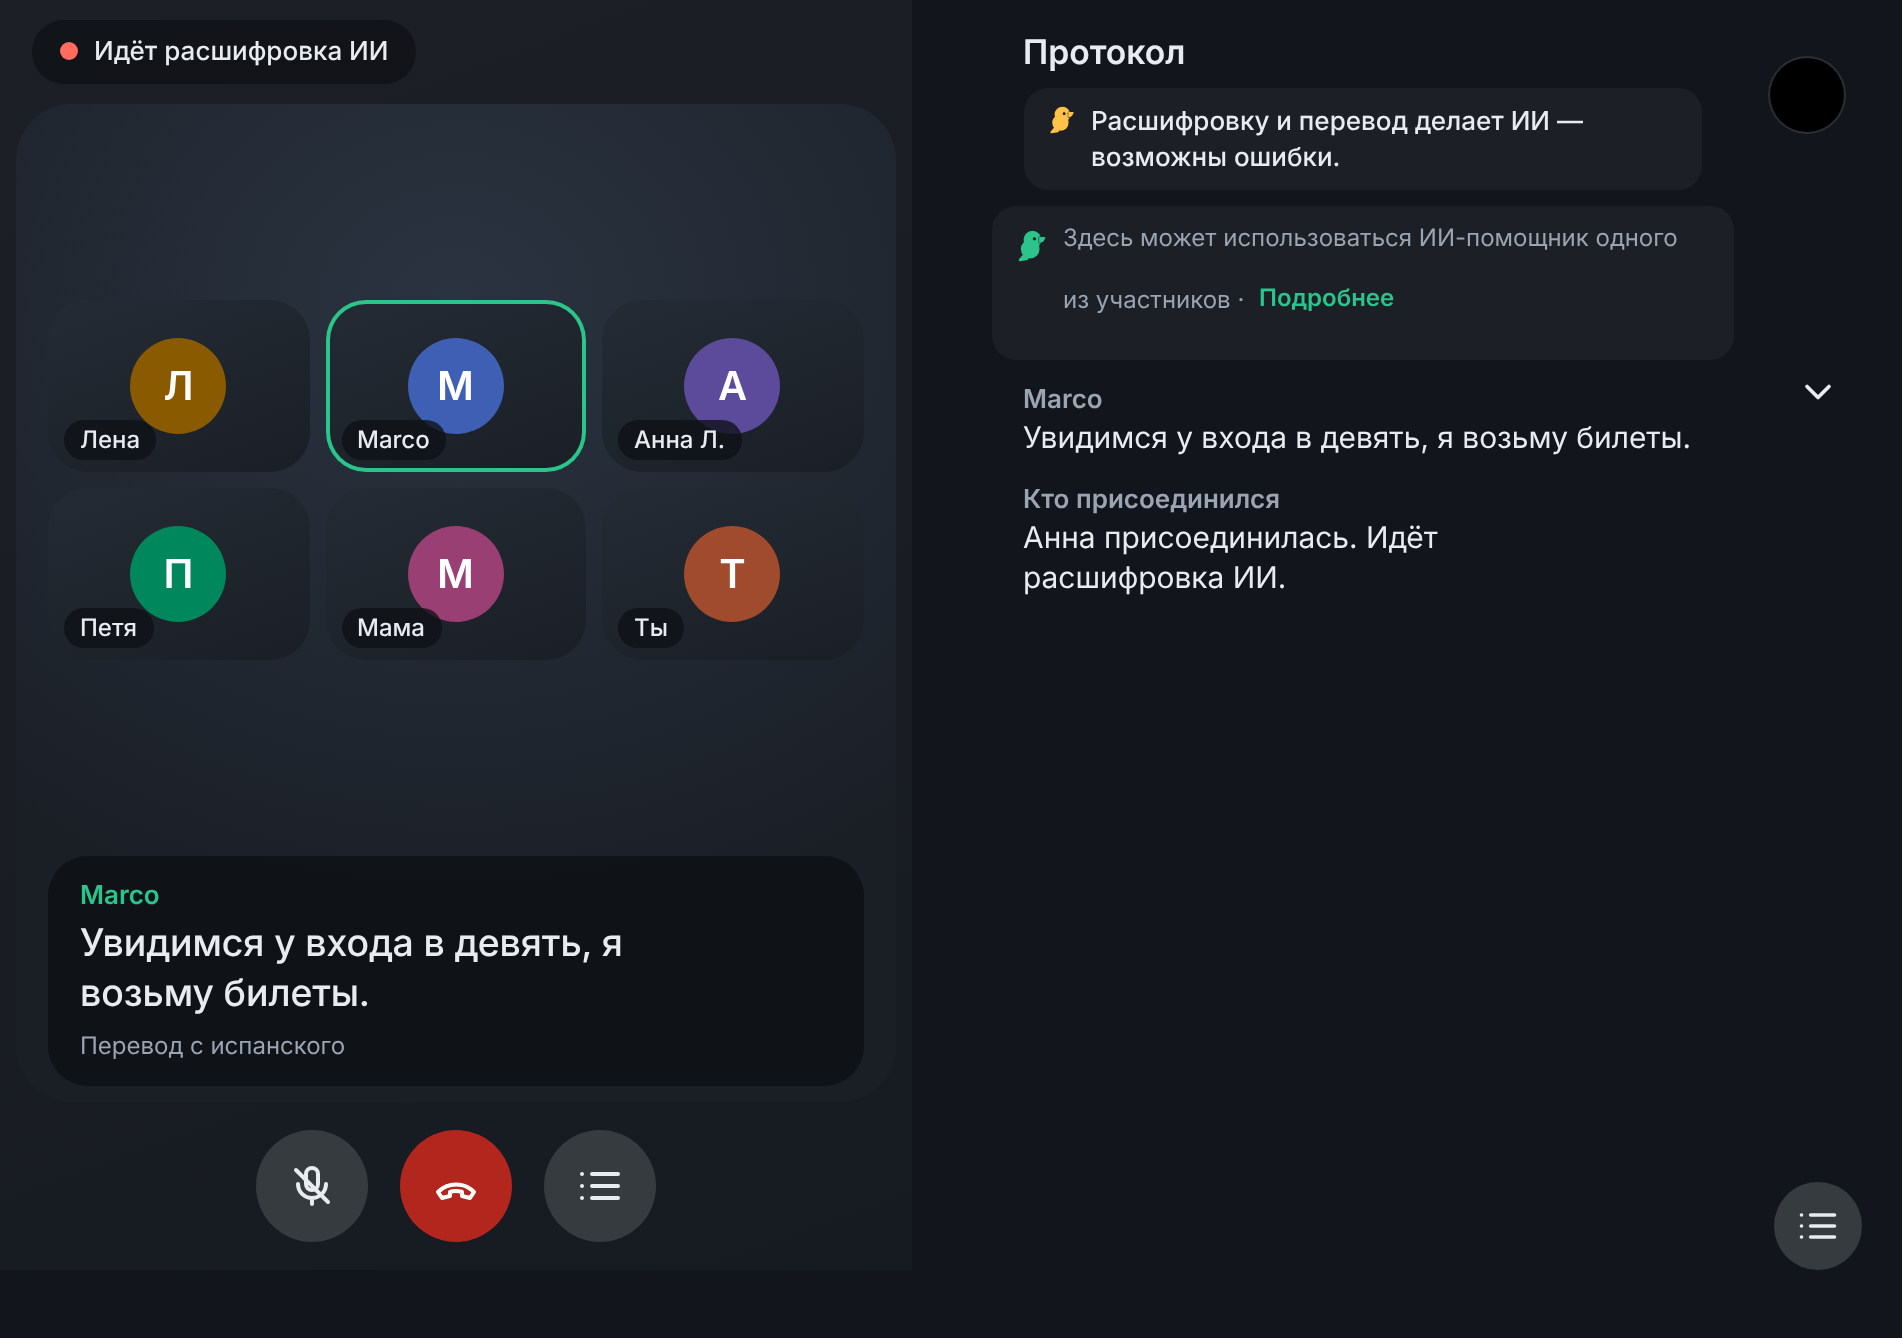 Идёт расшифровка ИИ
Л
Лена
M
Marco
А
Анна Л.
П
Петя
М
Мама
Т
Ты
Marco
Увидимся у входа в девять, я
возьму билеты.
Перевод с испанского
Протокол
Расшифровку и перевод делает ИИ —
возможны ошибки.
Здесь может использоваться ИИ-помощник одного
из участников · Подробнее
Marco
Увидимся у входа в девять, я возьму билеты.
Кто присоединился
Анна присоединилась. Идёт
расшифровка ИИ.